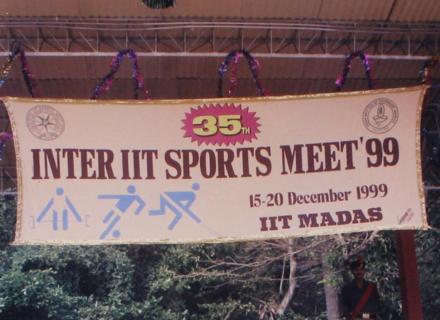 35TH
INTER IIT SPORTS MEET'99
15-20 December 1999
IIT MADAS